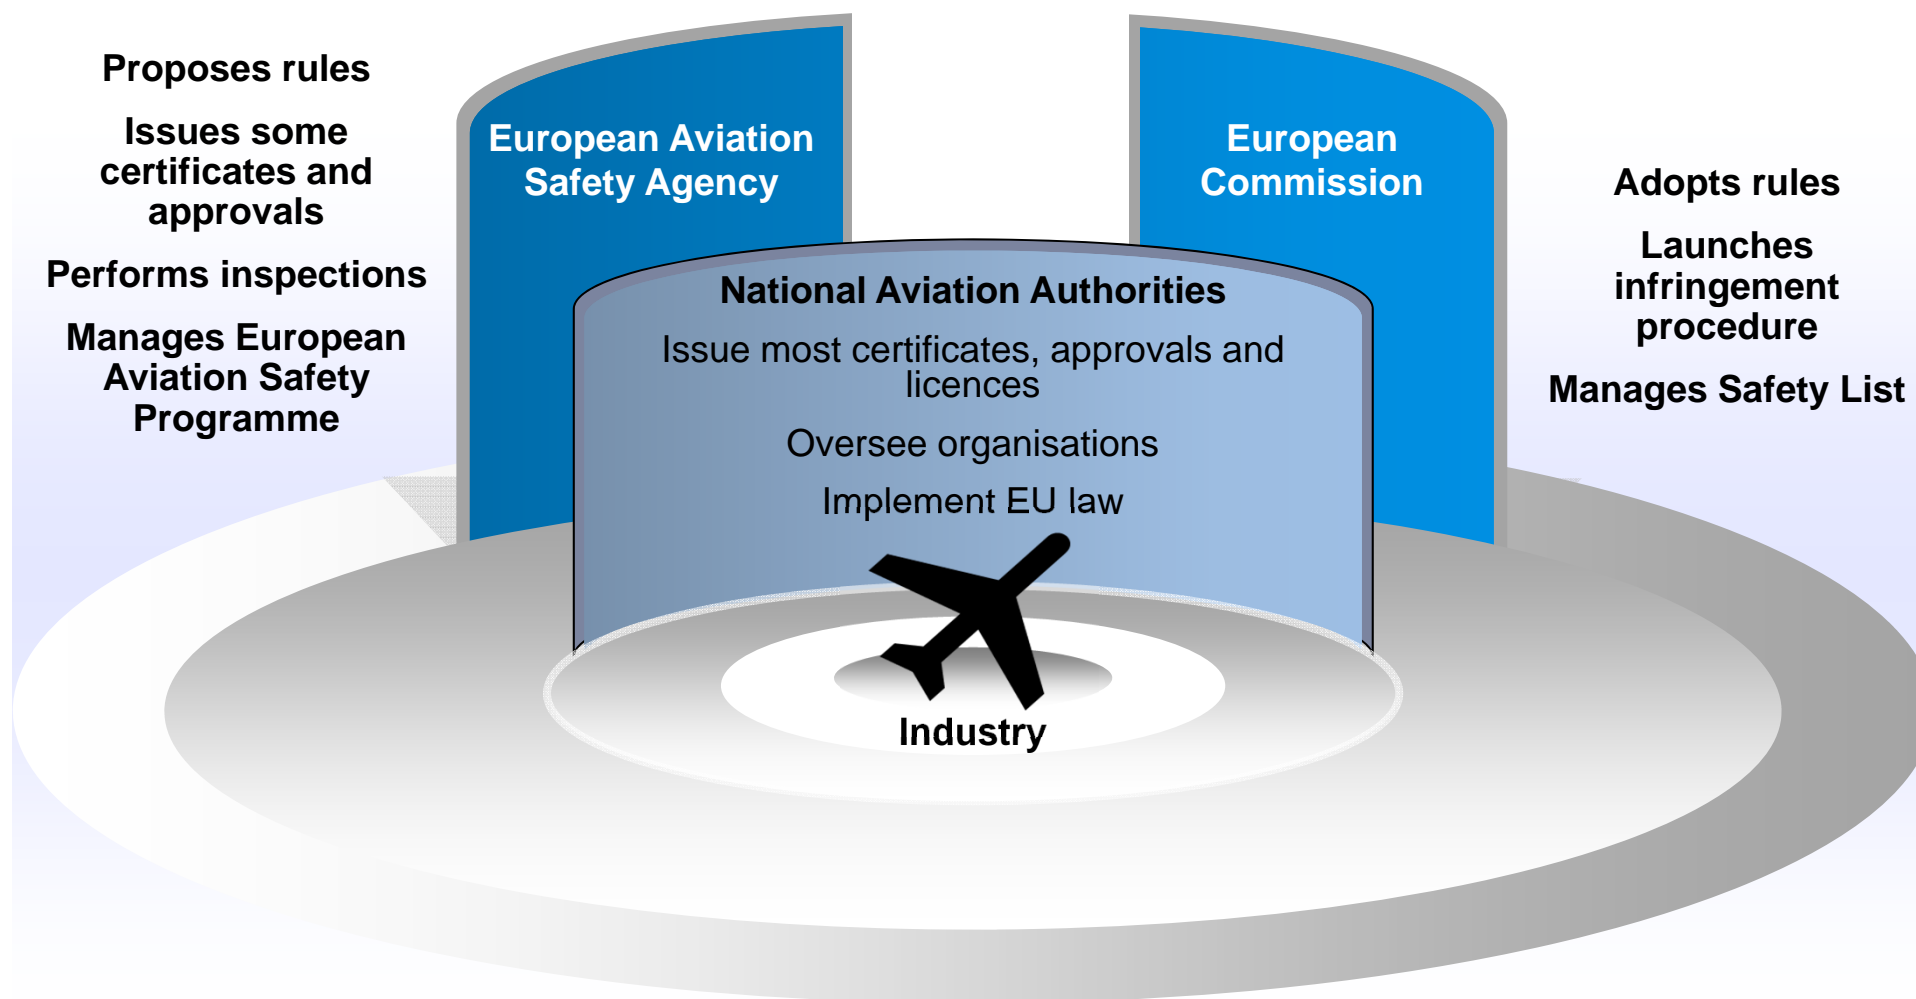 Proposes rules
Issues some
certificates and
approvals
Performs inspections
Manages European
Aviation Safety
Programme
European Aviation
Safety Agency
European
Commission
Adopts rules
Launches
infringement
procedure
Manages Safety List
National Aviation Authorities
Issue most certificates, approvals and
licences
Oversee organisations
Implement EU law
Industry